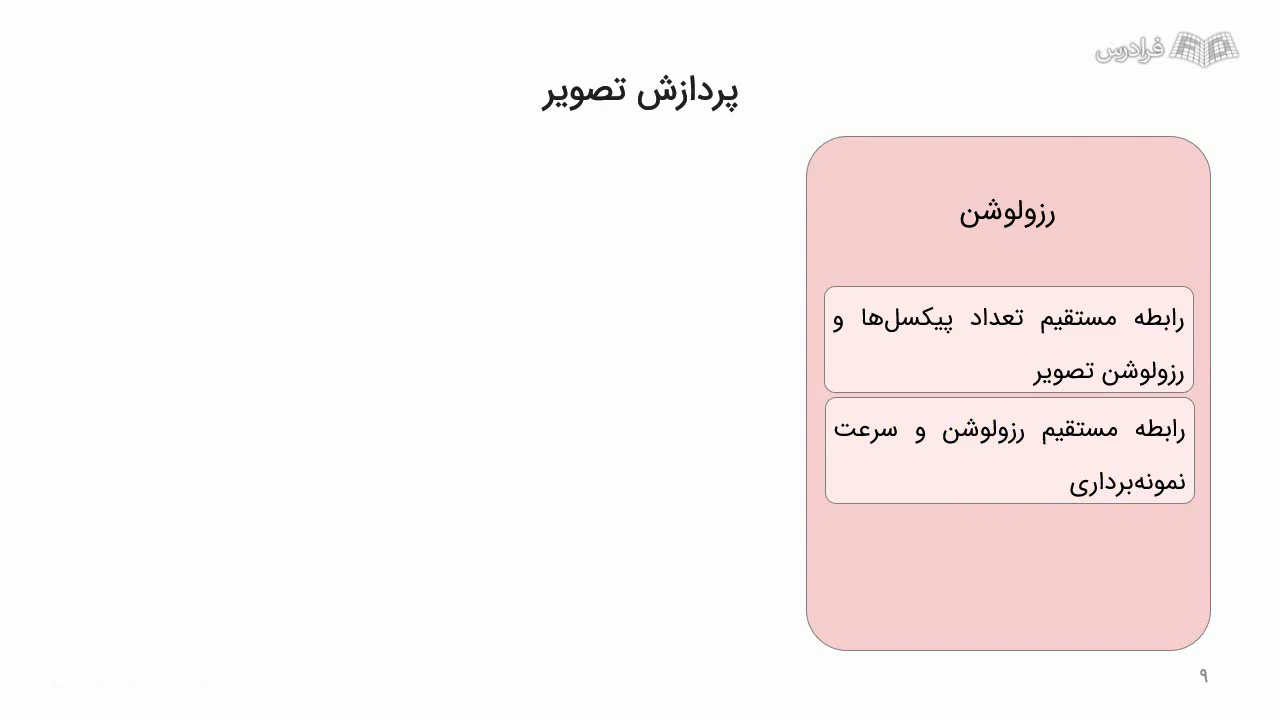 فرادرس
پردازش تصویر
رزولوشن
رابطه مستقیم تعداد پیکسل‌ها و
رزولوشن تصویر
رابطه مستقیم رزولوشن و سرعت
نمونه‌برداری
۹